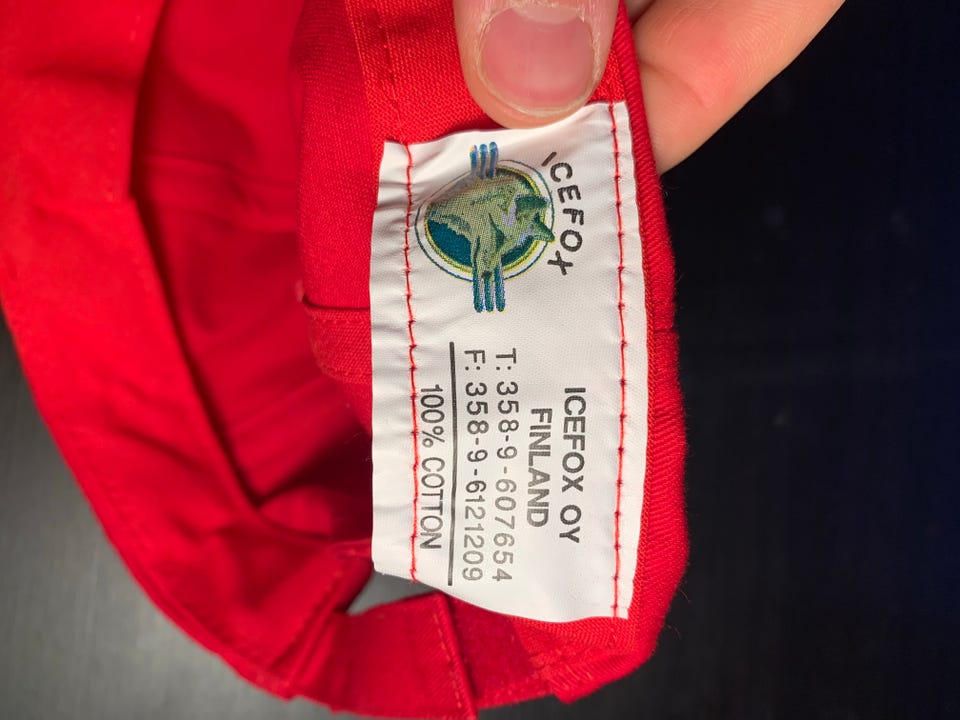 ICEFOX
ICEFOX OY
FINLAND
T: 358-9-607654
F: 358-9-6121209
100% COTTON